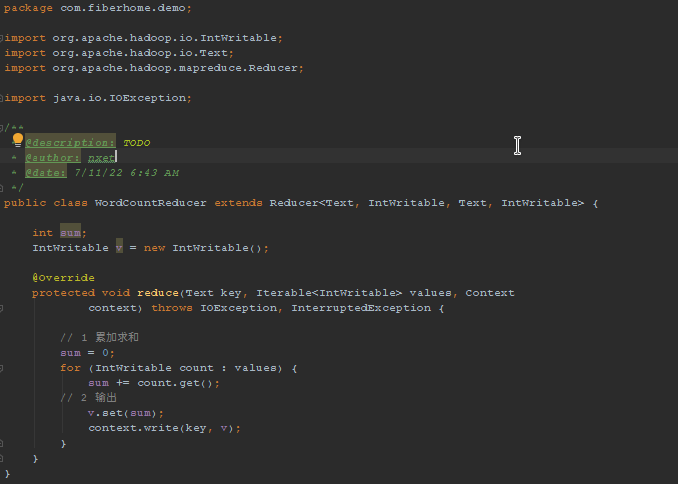 package com.fiberhome.demo;
import org.apache.hadoop.io.IntWritable;
import org.apache.hadoop.io.Text;
import org.apache.hadoop.mapreduce.Reducer;
import java.io.IOException;
/**
@description: TODO
* @author: nxet
* @date: 7/11/22 6:43 AM
*/
public class WordCountReducer extends Reducer<Text, IntWritable, Text, IntWritable> {
int sum;
IntWritable v = new IntWritable();
@Override
protected void reduce(Text key, Iterable<IntWritable> values, Context
context) throws IOException, InterruptedException {
// 1 累加求和
sum = 0;
for (IntWritable count : values) {
sum += count.get();
// 2 输出
v.set(sum);
context.write(key, v);
}
}
}